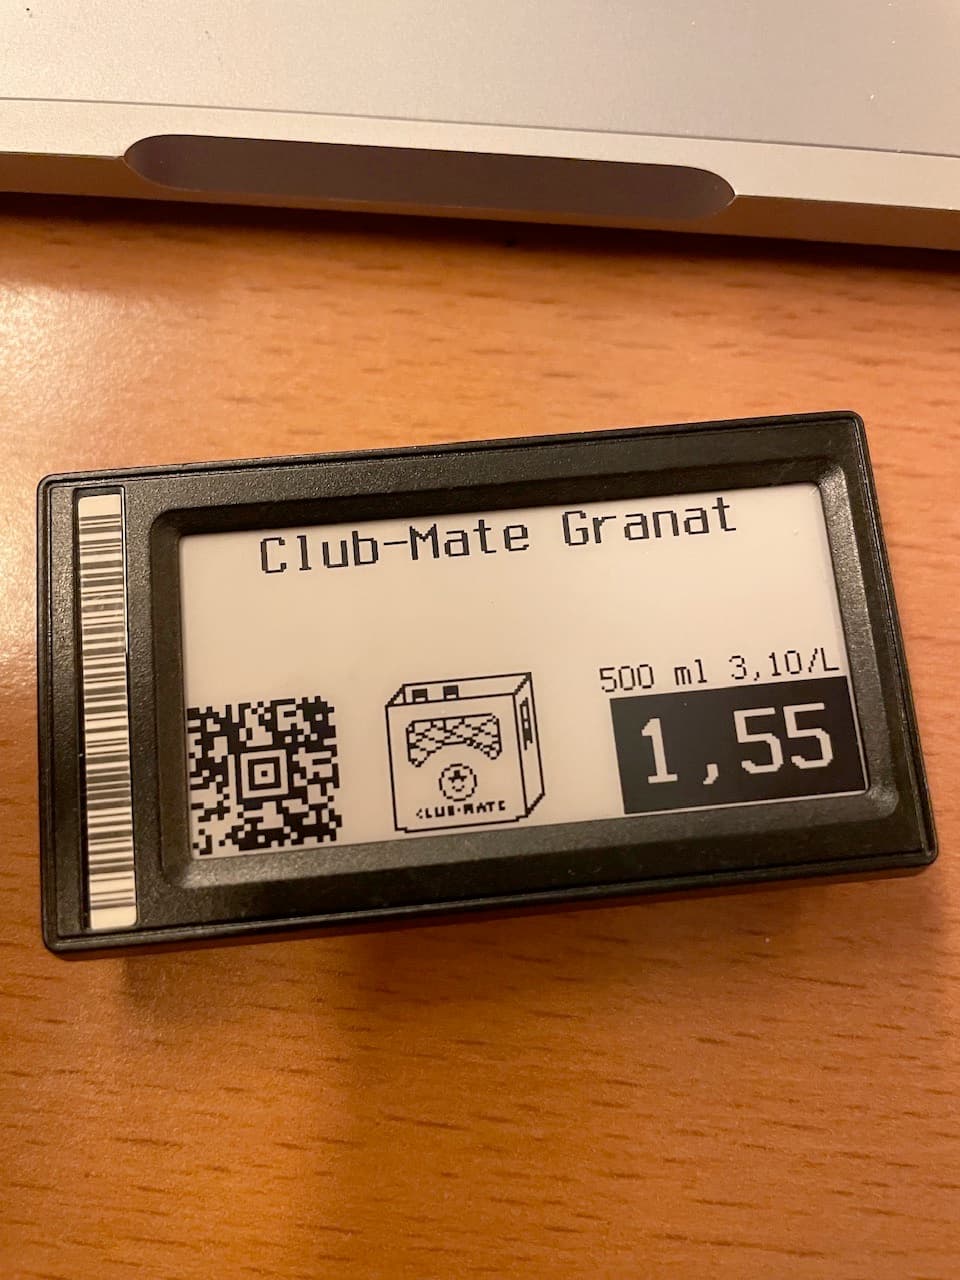 Club-Mate Granat
500 ml 3,10/L
1,55
CLUB-MATE